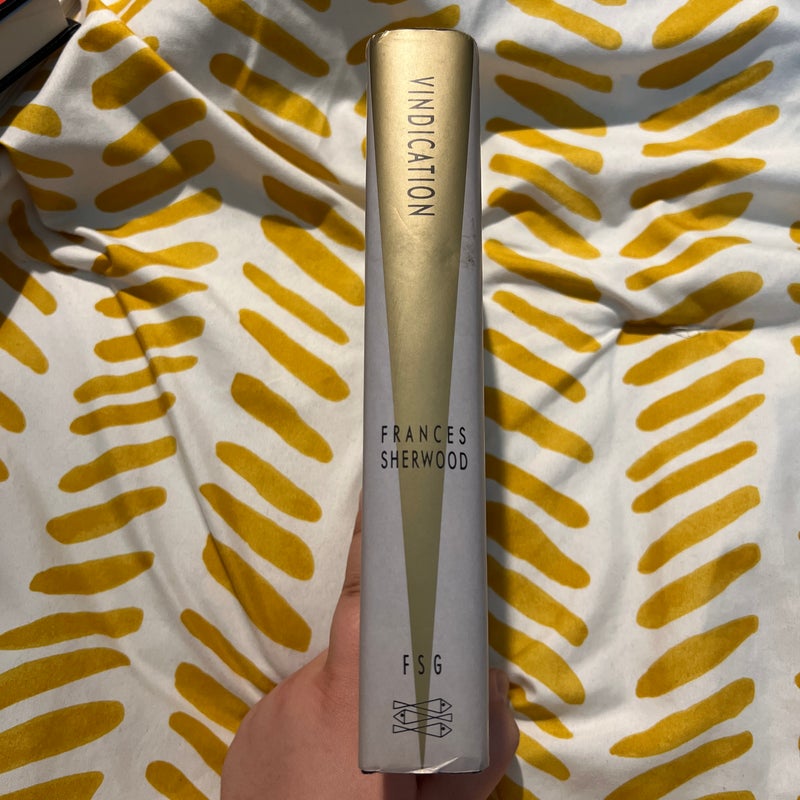 VINDICATION
FRANCES
SHERWOOD
FSG